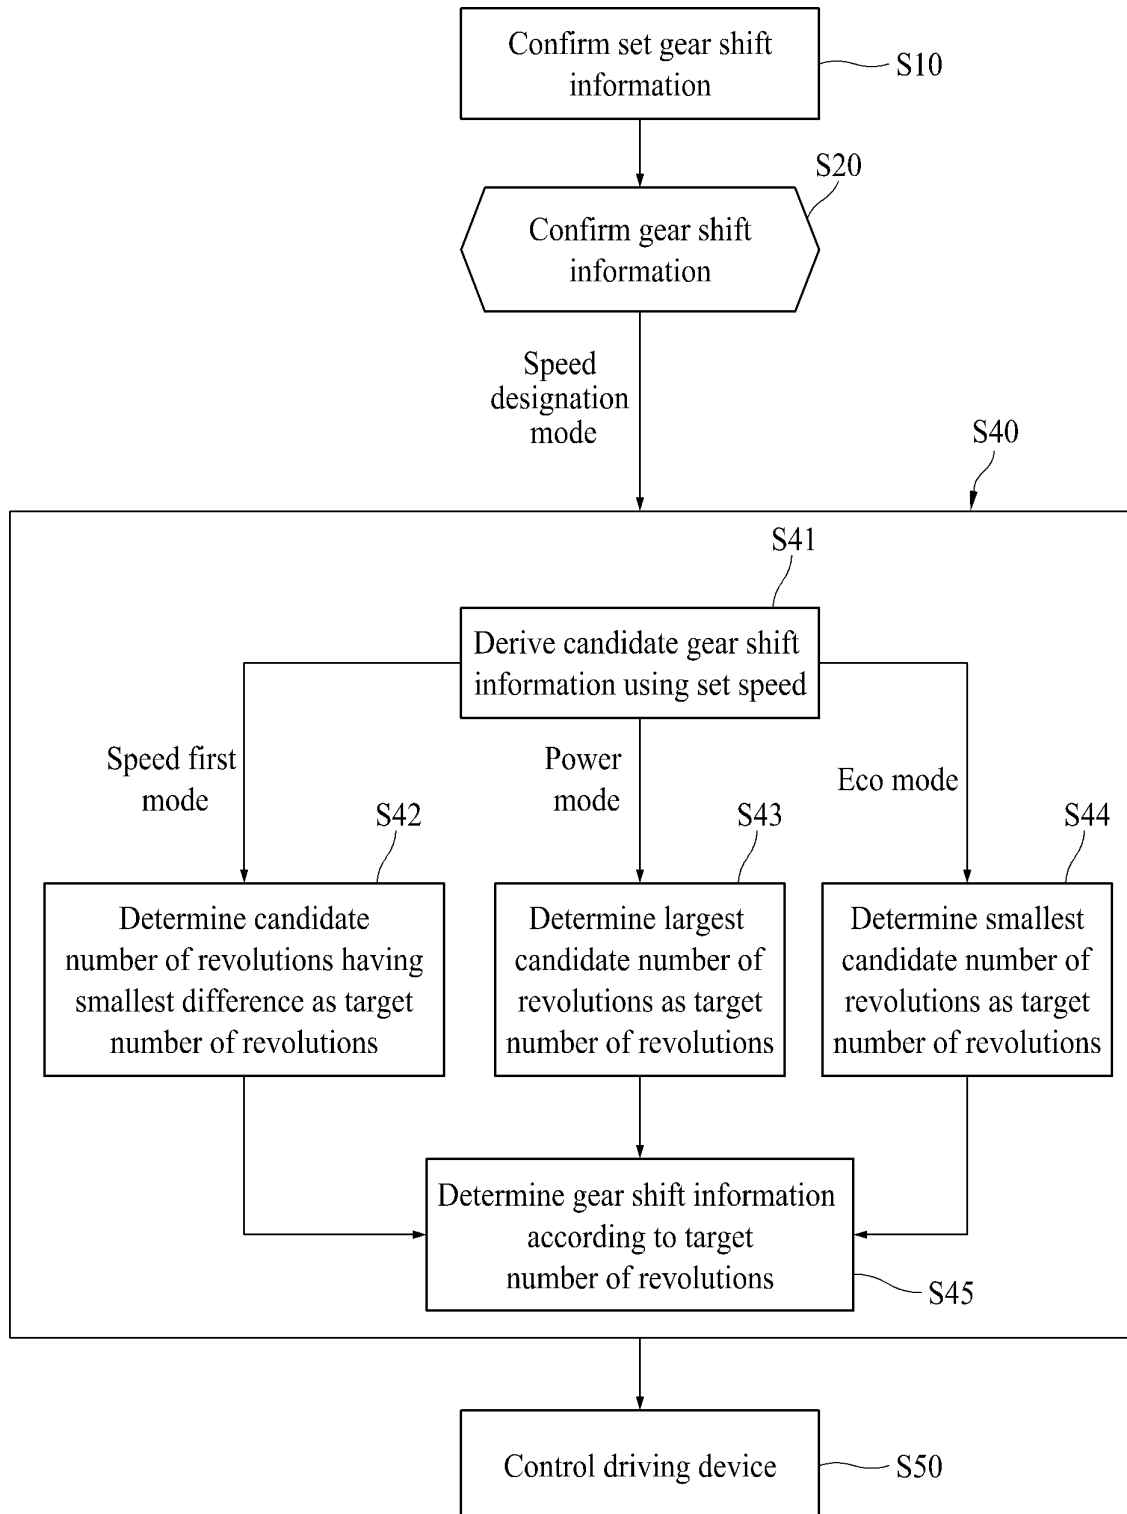 Confirm set gear shift
information
S10
S20
Confirm gear shift
information
Speed
designation
mode
S40
S41
Derive candidate gear shift
information using set speed
Speed first
mode
Power
mode
Eco mode
S42
S43
S44
Determine candidate
number of revolutions having
smallest difference as target
number of revolutions
Determine largest
candidate number of
revolutions as target
number of revolutions
Determine smallest
candidate number of
revolutions as target
number of revolutions
Determine gear shift information
according to target
number of revolutions
S45
Control driving device
S50